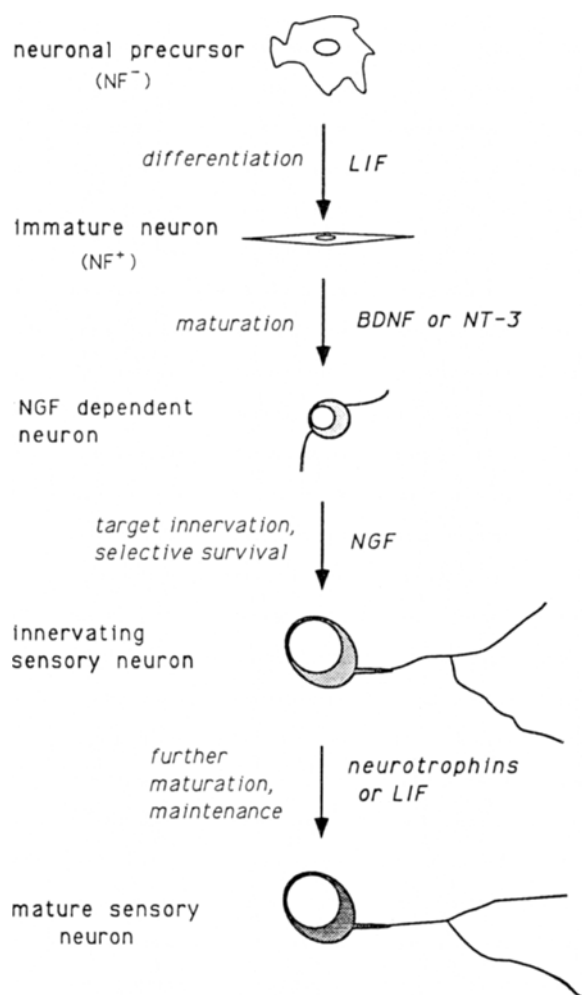 neuronal precursor
(NF⁻)
differentiation LIF
immature neuron
(NF⁺)
maturation BDNF or NT-3
NGF dependent
neuron
target innervation,
selective survival
NGF
innervating
sensory neuron
further
maturation,
maintenance
neurotrophins
or LIF
mature sensory
neuron